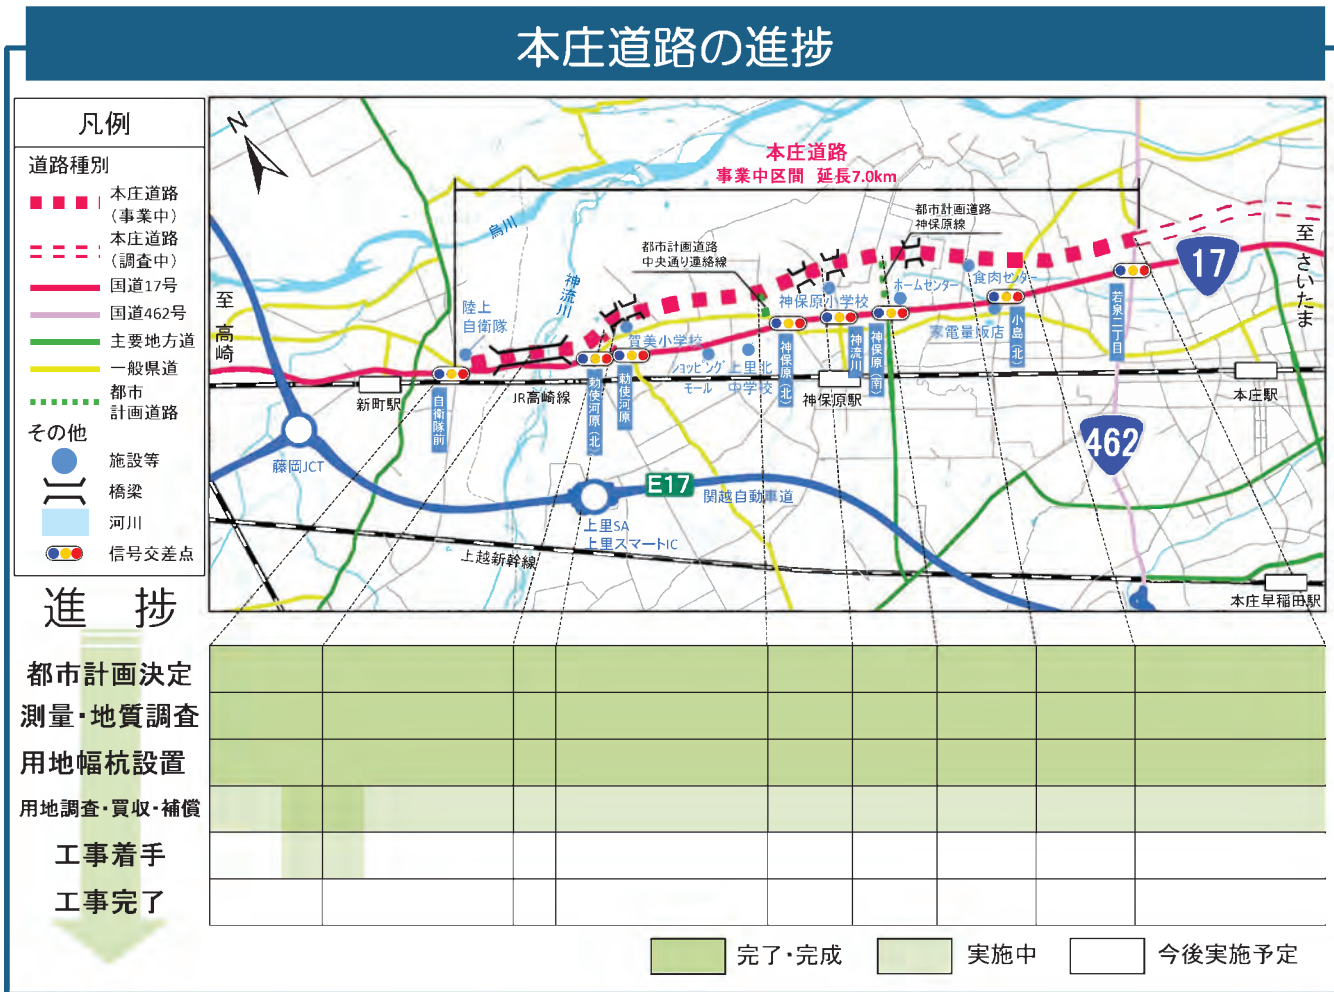 本庄道路の進捗
凡例
道路種別
本庄道路
（事業中）
本庄道路
（調査中）
国道17号
国道462号
主要地方道
一般県道
都市
計画道路
その他
施設等
橋梁
河川
信号交差点
N
本庄道路
事業中区間 延長7.0km
都市計画道路
神保原線
都市計画道路
中央通り連絡線
烏川
神流川
至 高崎
至 さいたま
17
462
陸上
自衛隊
賀美小学校
ショッピング
モール
上里北
中学校
神保原小学校
ホームセンター
食肉センター
家電量販店
自衛隊前
勅使河原（北）
勅使河原
神保原（北）
神流川
神保原（南）
小島（北）
若泉二丁目
新町駅
JR高崎線
神保原駅
本庄駅
藤岡JCT
E17
関越自動車道
上里SA
上里スマートIC
上越新幹線
本庄早稲田駅
進 捗
都市計画決定
測量・地質調査
用地幅杭設置
用地調査・買収・補償
工事着手
工事完了
完了・完成
実施中
今後実施予定